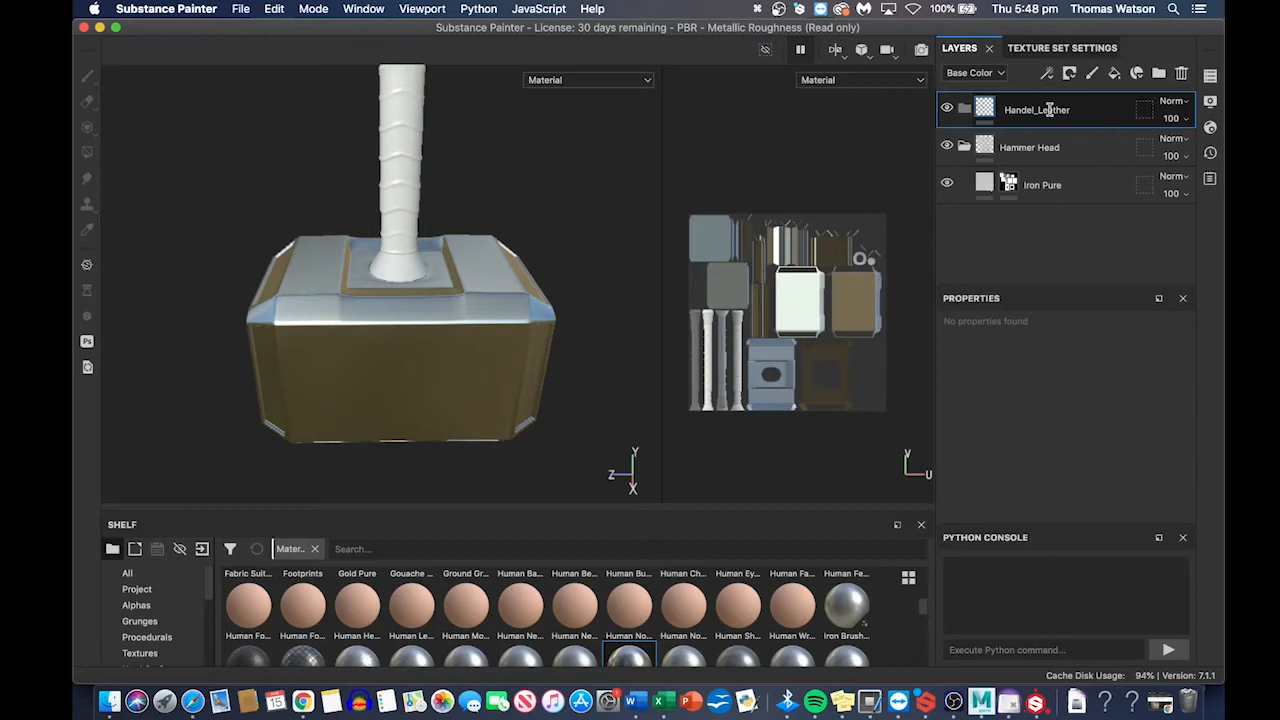 Substance Painter File Edit Mode Window Viewport Python JavaScript Help 100% Thu 5:48 pm Thomas Watson
Substance Painter - License: 30 days remaining - PBR - Metallic Roughness (Read only)
LAYERS TEXTURE SET SETTINGS
Material Material
Base Color
Handel_Leather Norm 100
Hammer Head Norm 100
Iron Pure Norm 100
PROPERTIES
No properties found
Y Z X
V U
SHELF
Mater.. Search...
All
Project
Alphas
Grunges
Procedurals
Textures
Fabric Suit... Footprints Gold Pure Gouache ... Ground Gr... Human Ba... Human Be... Human Bu... Human Ch... Human Ey... Human Fa... Human Fe...
Human Fo... Human Fo... Human He... Human Le... Human Mo... Human Ne... Human Ne... Human No... Human No... Human Sh... Human Wr... Iron Brush...
PYTHON CONSOLE
Execute Python command...
Cache Disk Usage: 94% | Version: 7.1.1
Ps
15